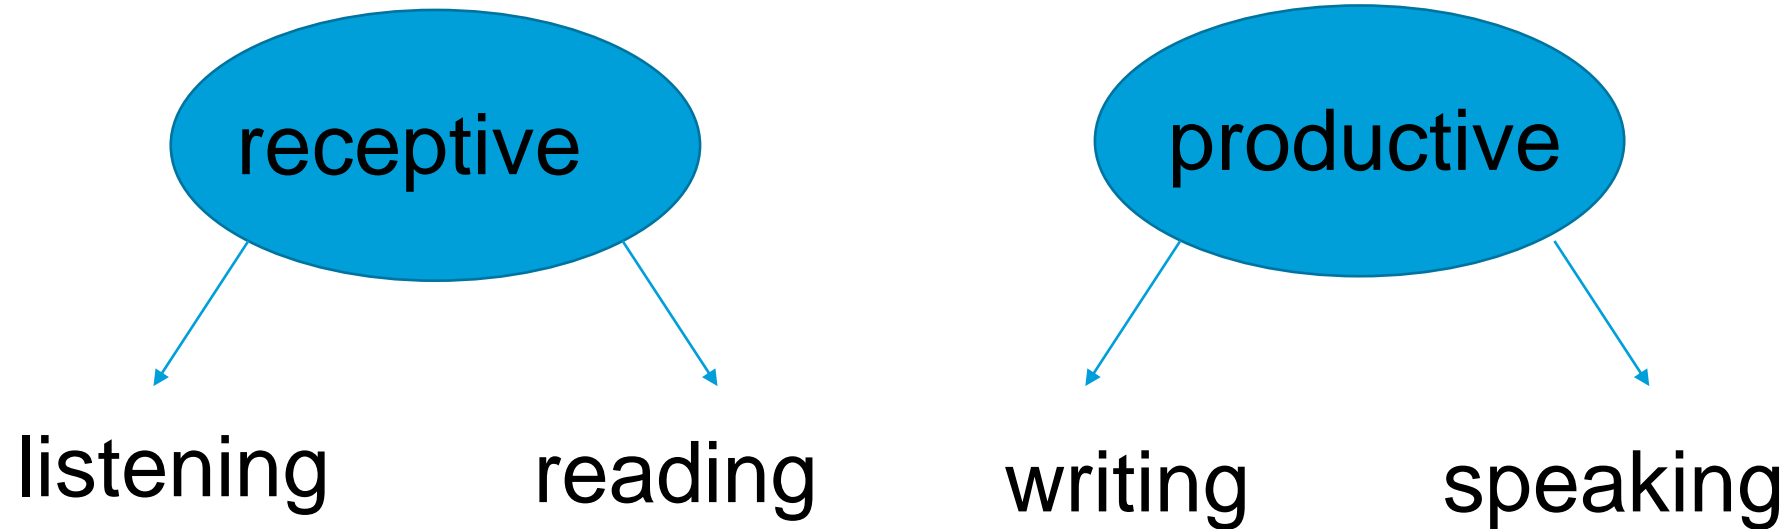 receptive
productive
listening
reading
writing
speaking